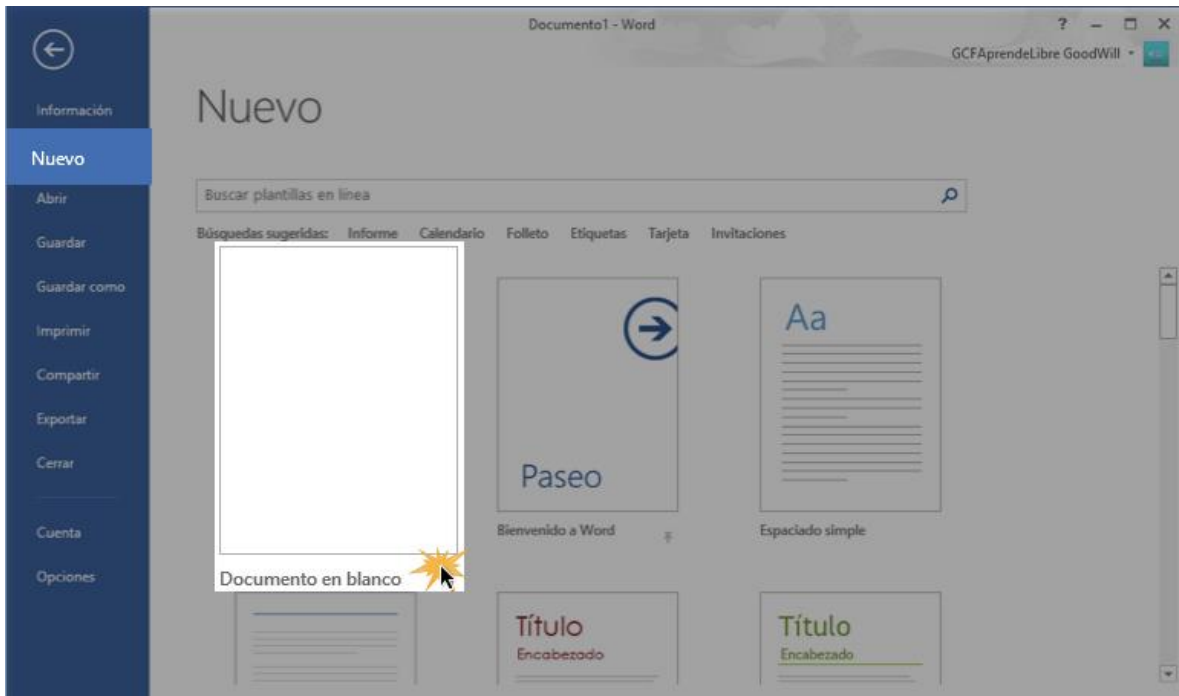 Documento1 - Word
?
GCFAprendeLibre GoodWill
Información
Nuevo
Abrir
Guardar
Guardar como
Imprimir
Compartir
Exportar
Cerrar
Cuenta
Opciones
Nuevo
Buscar plantillas en línea
Búsquedas sugeridas: Informe Calendario Folleto Etiquetas Tarjeta Invitaciones
Documento en blanco
Paseo
Bienvenido a Word
Aa
Espaciado simple
Título
Encabezado
Título
Encabezado